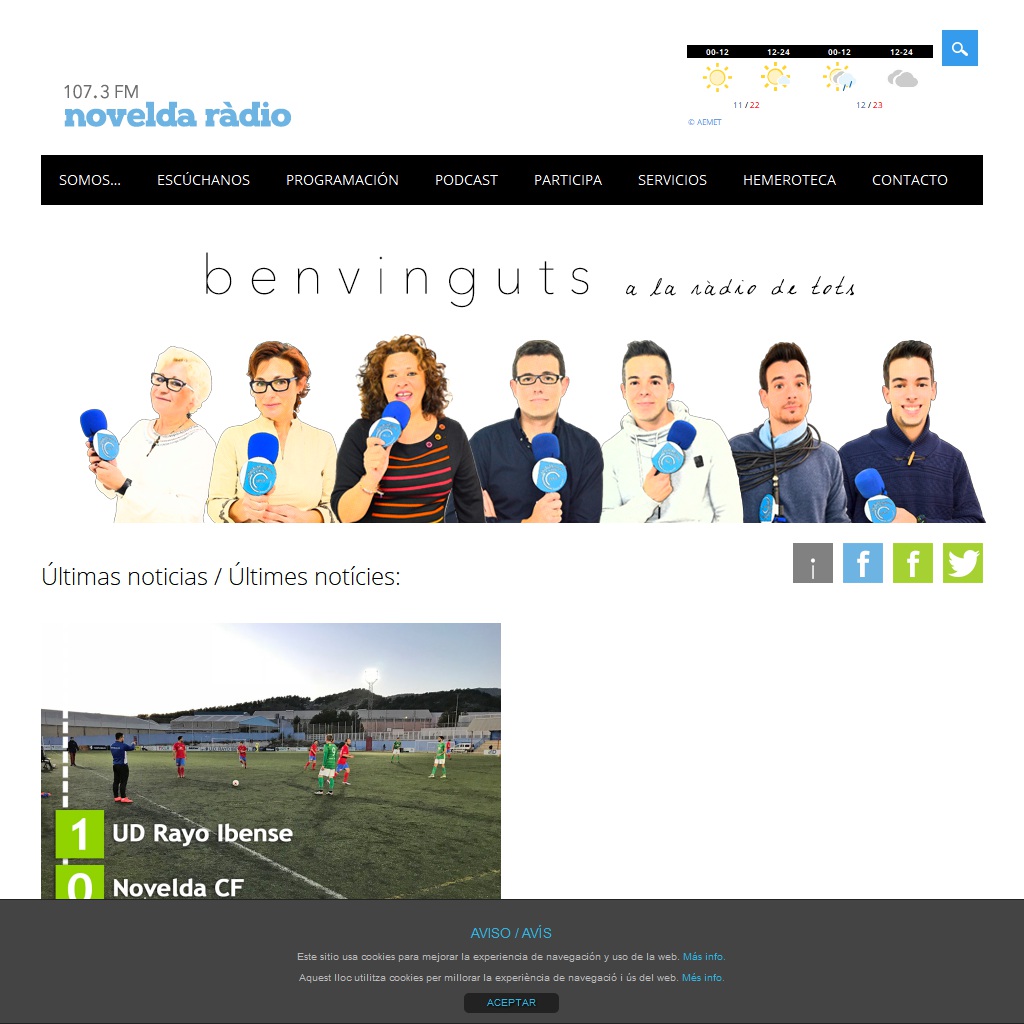 00-12 12-24 00-12 12-24
11 / 22 12 / 23
© AEMET
107.3 FM
novelda ràdio
SOMOS... ESCÚCHANOS PROGRAMACIÓN PODCAST PARTICIPA SERVICIOS HEMEROTECA CONTACTO
benvinguts a la ràdio de tots
Últimas noticias / Últimes notícies:
1 UD Rayo Ibense
0 Novelda CF
AVISO / AVÌS
Este sitio usa cookies para mejorar la experiencia de navegación y uso de la web. Más info.
Aquest lloc utilitza cookies per millorar la experiència de navegació i ús del web. Més info.
ACEPTAR